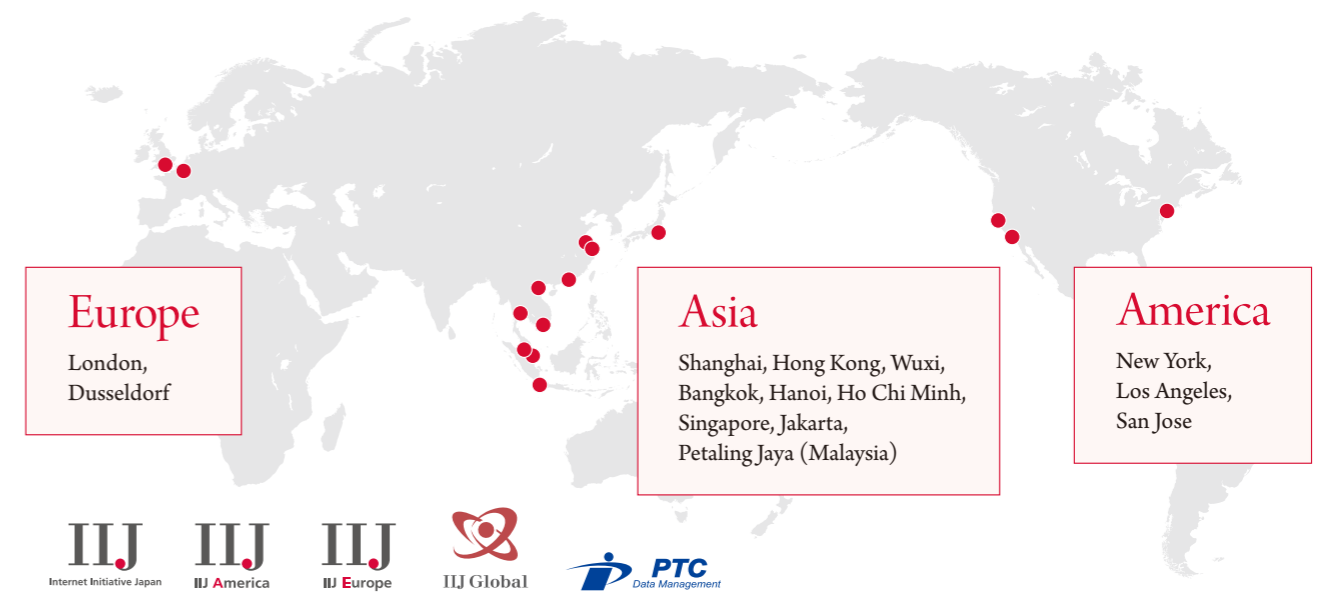 Europe
London,
Dusseldorf
Asia
Shanghai, Hong Kong, Wuxi,
Bangkok, Hanoi, Ho Chi Minh,
Singapore, Jakarta,
Petaling Jaya (Malaysia)
America
New York,
Los Angeles,
San Jose
IIJ
Internet Initiative Japan
IIJ
IIJ America
IIJ
IIJ Europe
IIJ Global
PTC
Data Management